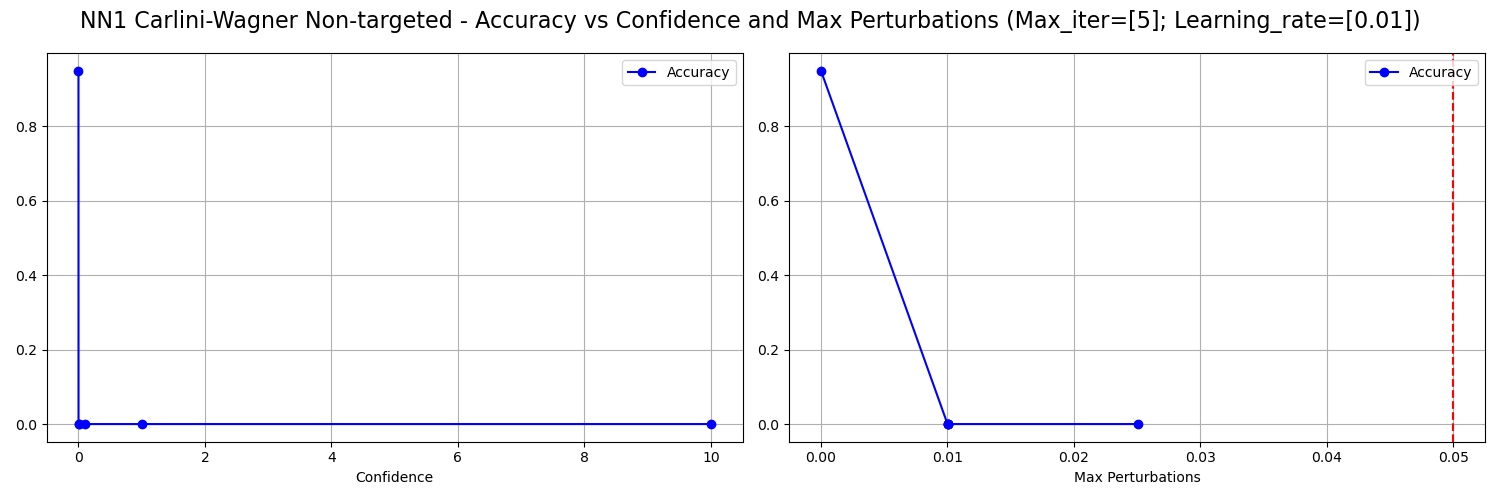 NN1 Carlini-Wagner Non-targeted - Accuracy vs Confidence and Max Perturbations (Max_iter=[5]; Learning_rate=[0.01])
Accuracy
0.8
0.6
0.4
0.2
0.0
0 2 4 6 8 10
Confidence
Accuracy
0.8
0.6
0.4
0.2
0.0
0.00 0.01 0.02 0.03 0.04 0.05
Max Perturbations